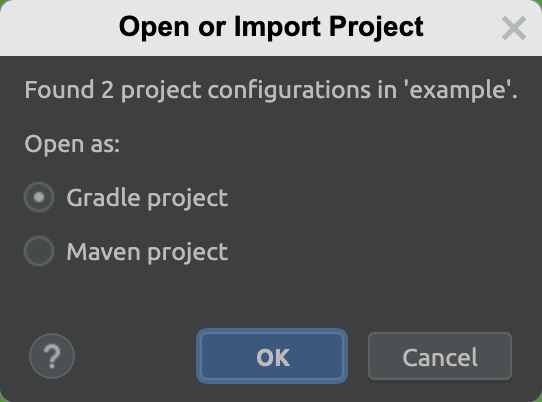 Open or Import Project
Found 2 project configurations in 'example'.
Open as:
Gradle project
Maven project
?
OK
Cancel